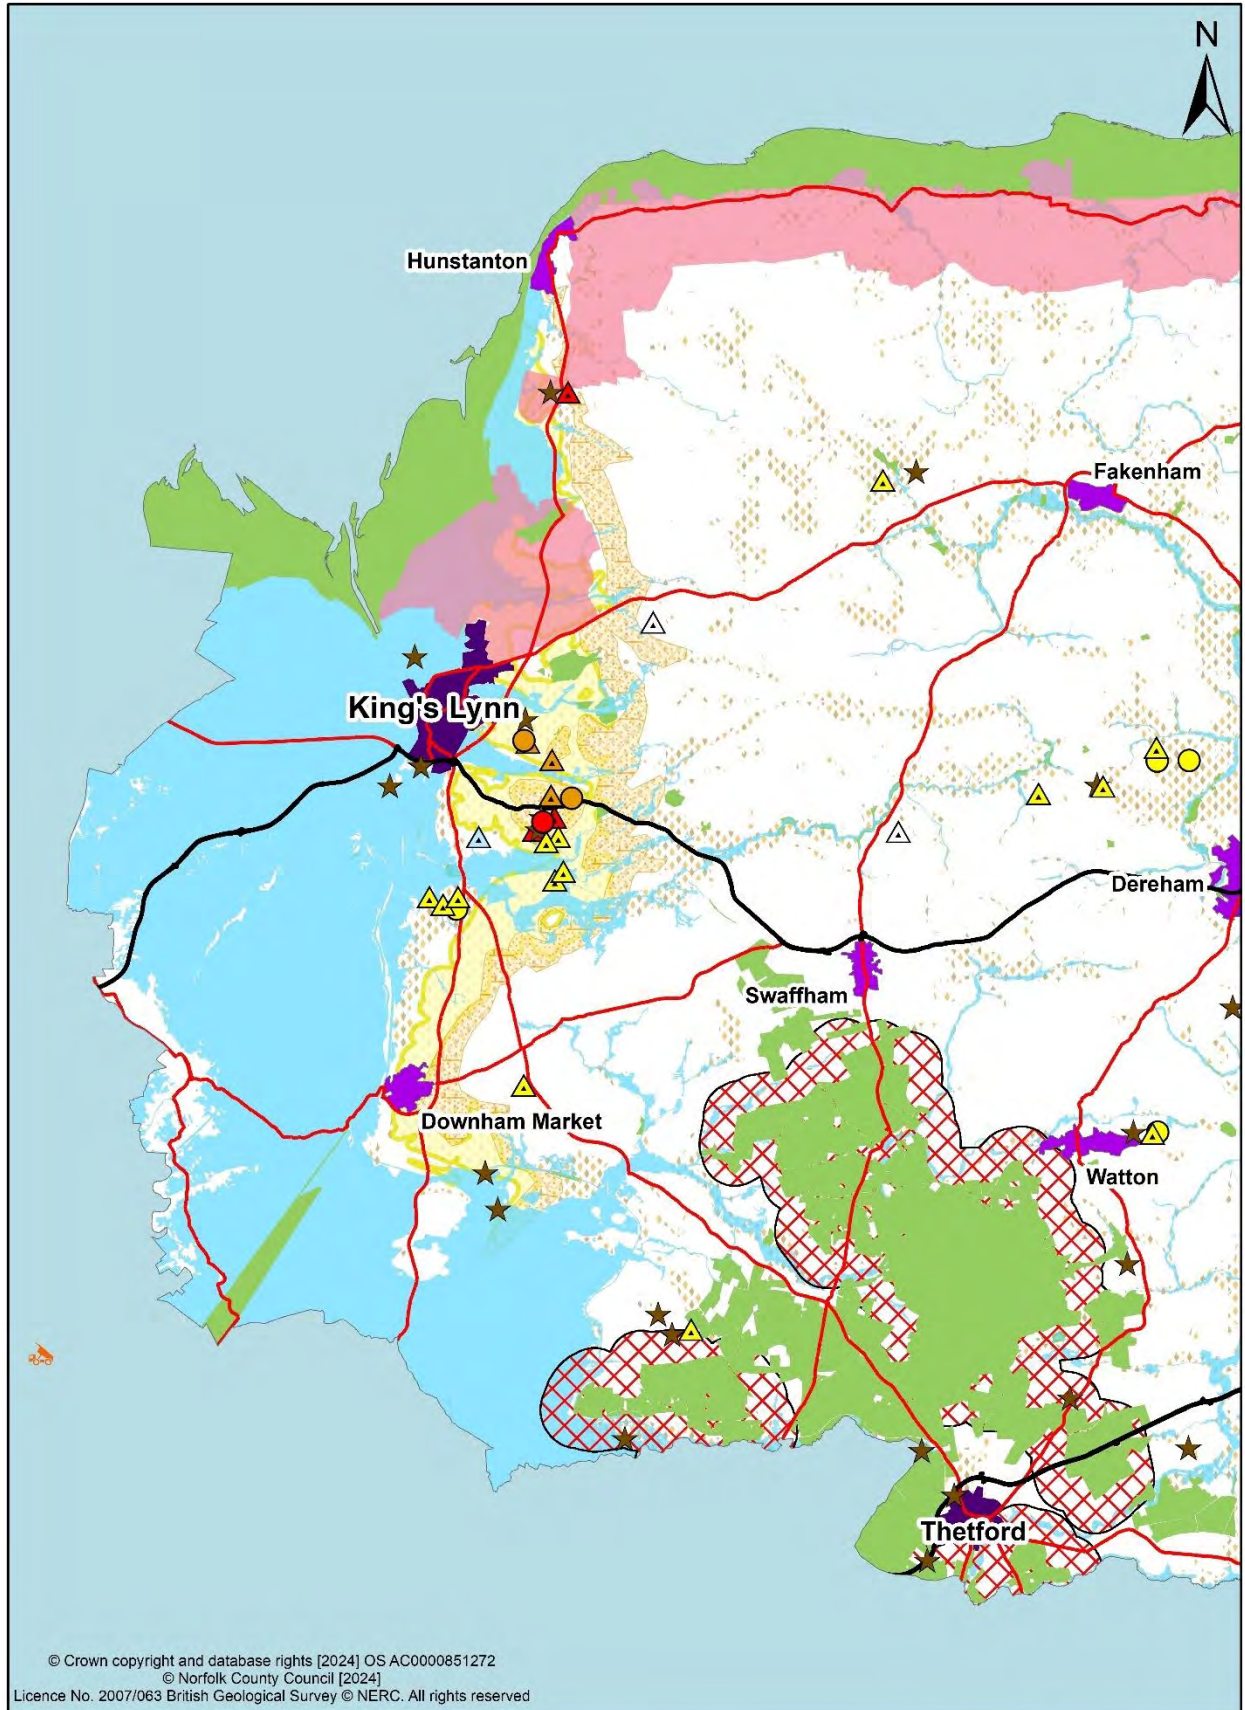 N
Hunstanton
Fakenham
King's Lynn
Dereham
Swaffham
Downham Market
Watton
Thetford
© Crown copyright and database rights [2024] OS AC0000851272
© Norfolk County Council [2024]
Licence No. 2007/063 British Geological Survey © NERC. All rights reserved